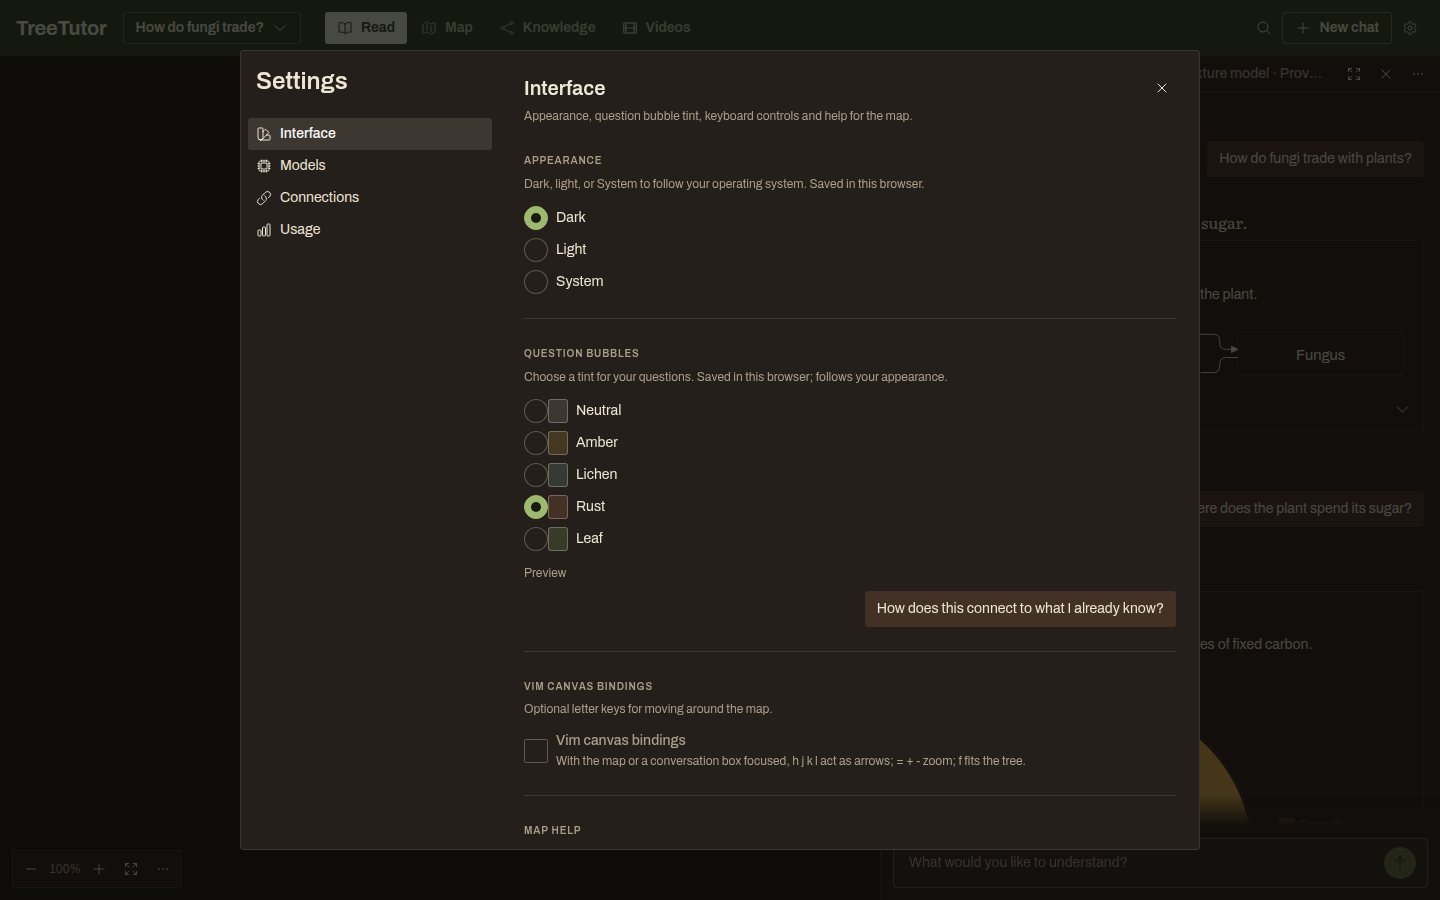 TreeTutor
How do fungi trade?
Read
Map
Knowledge
Videos
New chat
Settings
Interface
Models
Connections
Usage
Interface
Appearance, question bubble tint, keyboard controls and help for the map.
APPEARANCE
Dark, light, or System to follow your operating system. Saved in this browser.
Dark
Light
System
QUESTION BUBBLES
Choose a tint for your questions. Saved in this browser; follows your appearance.
Neutral
Amber
Lichen
Rust
Leaf
Preview
How does this connect to what I already know?
VIM CANVAS BINDINGS
Optional letter keys for moving around the map.
Vim canvas bindings
With the map or a conversation box focused, h j k l act as arrows; = + - zoom; f fits the tree.
MAP HELP
ture model · Prov...
How do fungi trade with plants?
sugar.
the plant.
Fungus
ere does the plant spend its sugar?
es of fixed carbon.
100%
What would you like to understand?